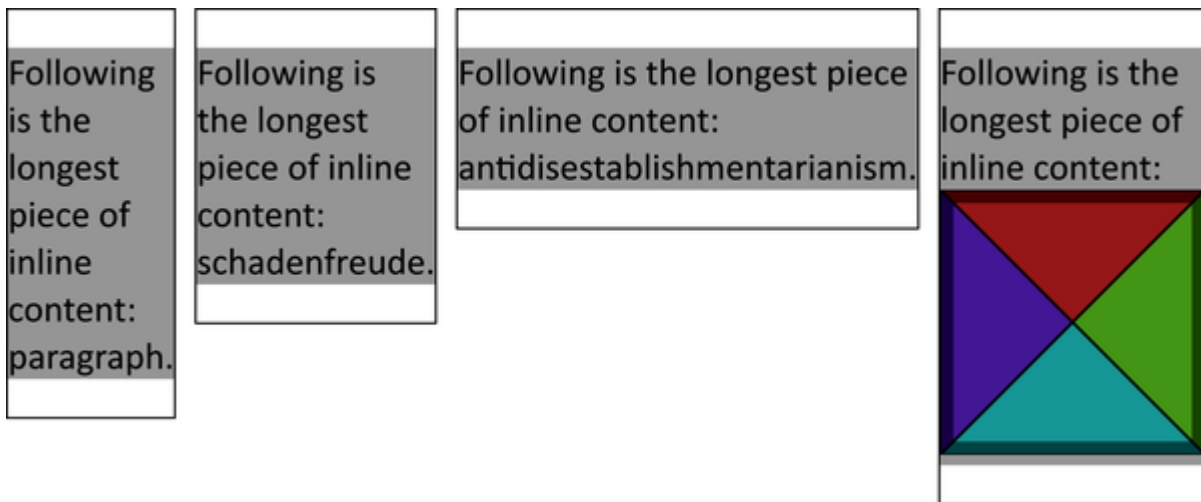 Following
is the
longest
piece of
inline
content:
paragraph.
Following is
the longest
piece of inline
content:
schadenfreude.
Following is the longest piece
of inline content:
antidisestablishmentarianism.
Following is the
longest piece of
inline content: